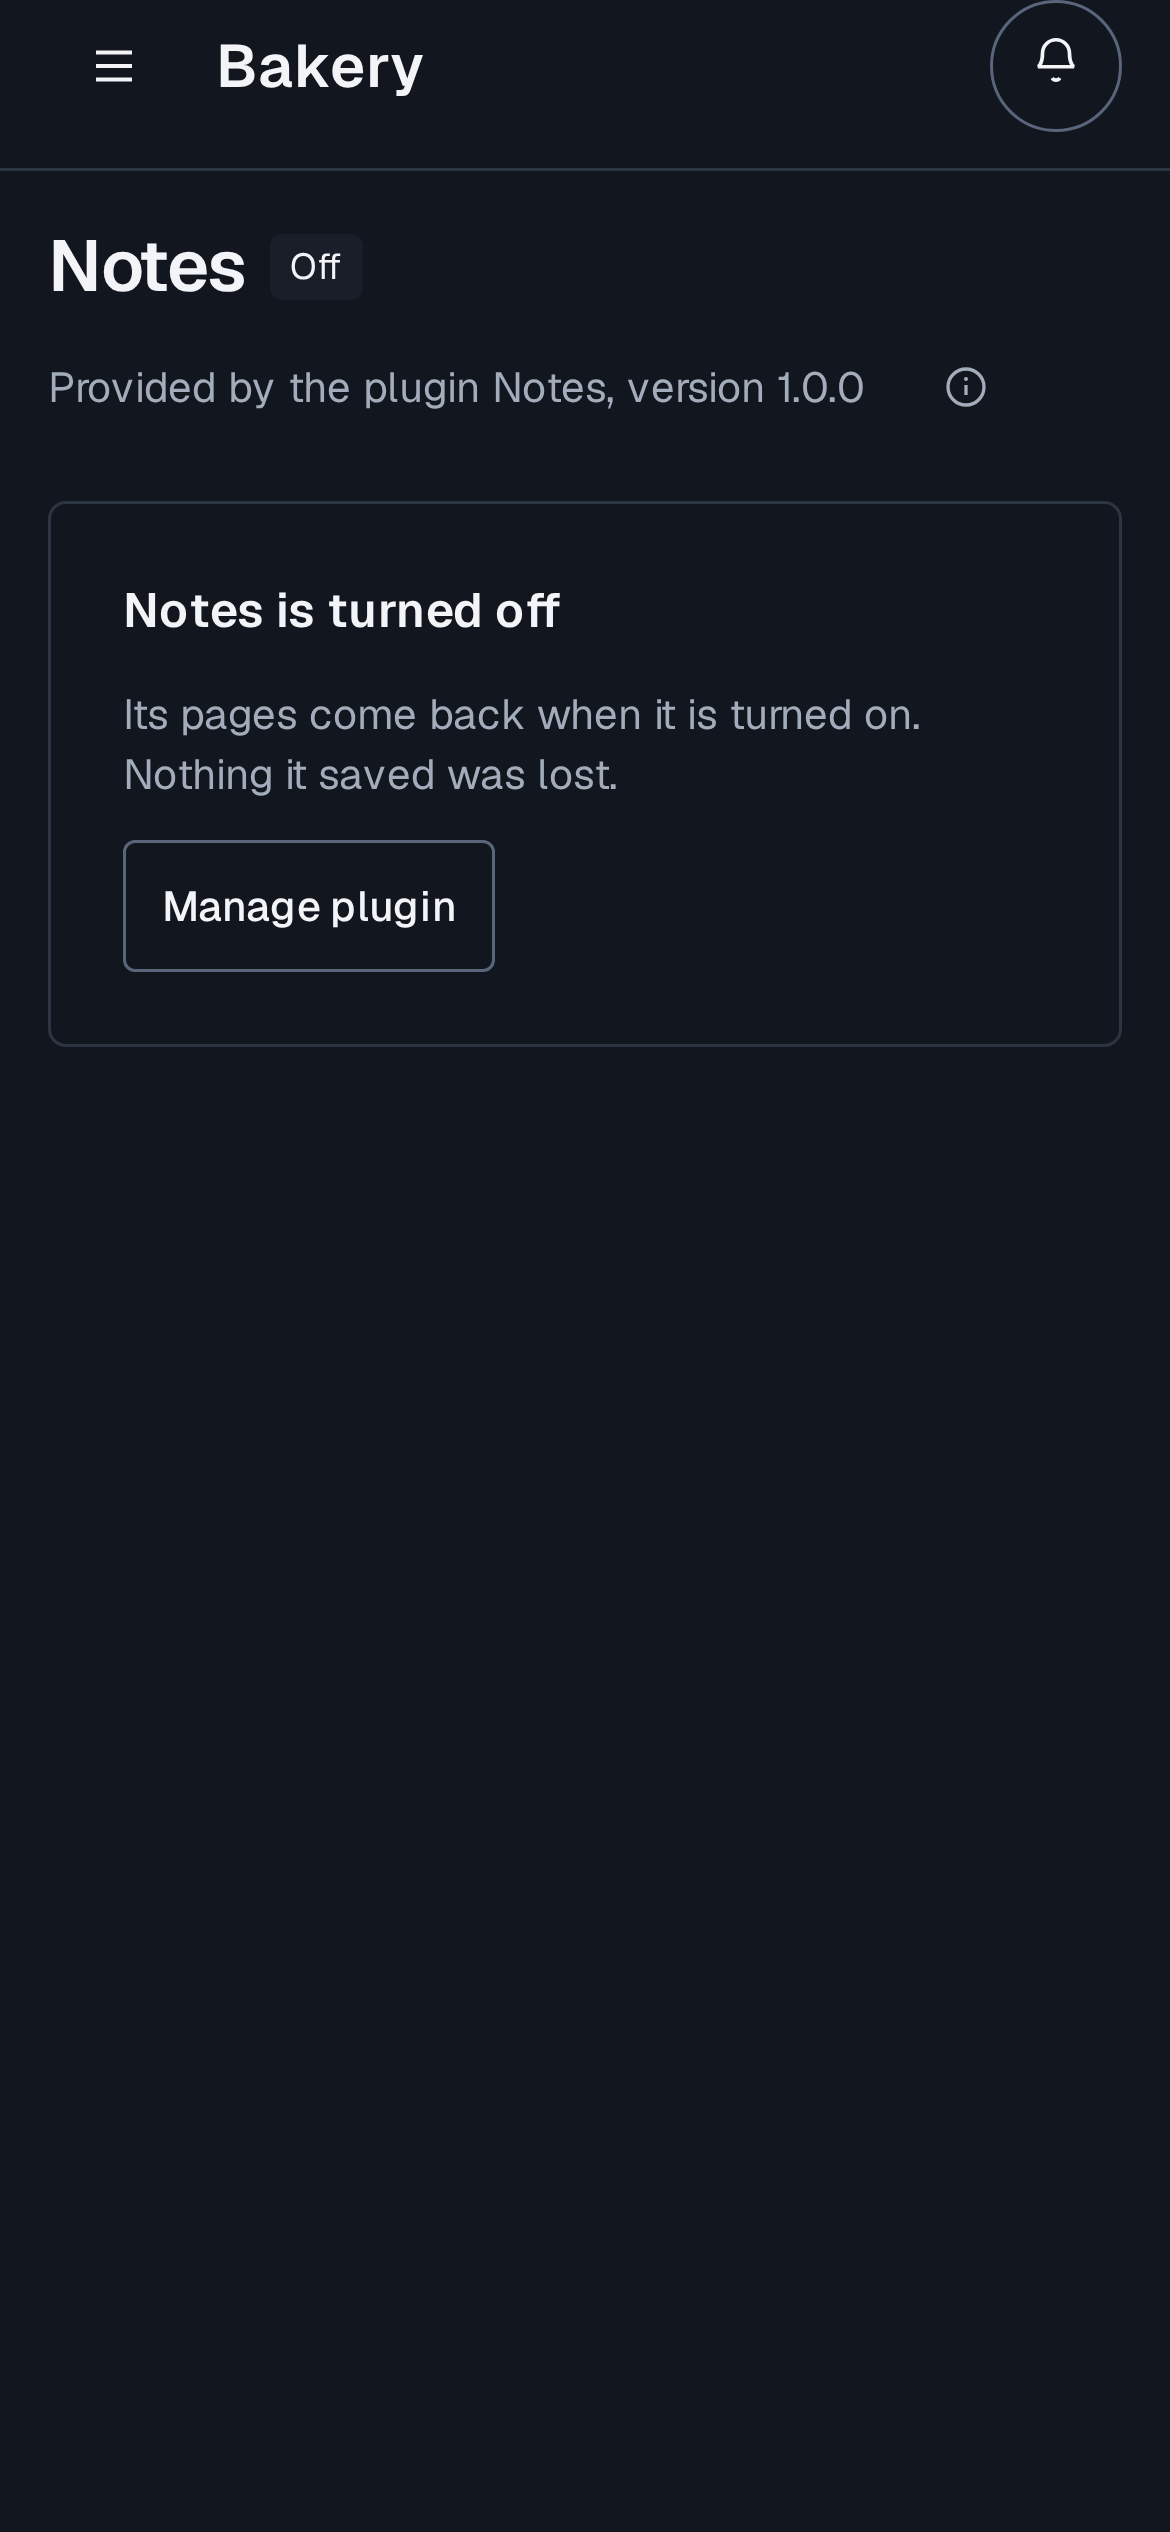 Bakery
Notes
Off
Provided by the plugin Notes, version 1.0.0
Notes is turned off
Its pages come back when it is turned on.
Nothing it saved was lost.
Manage plugin